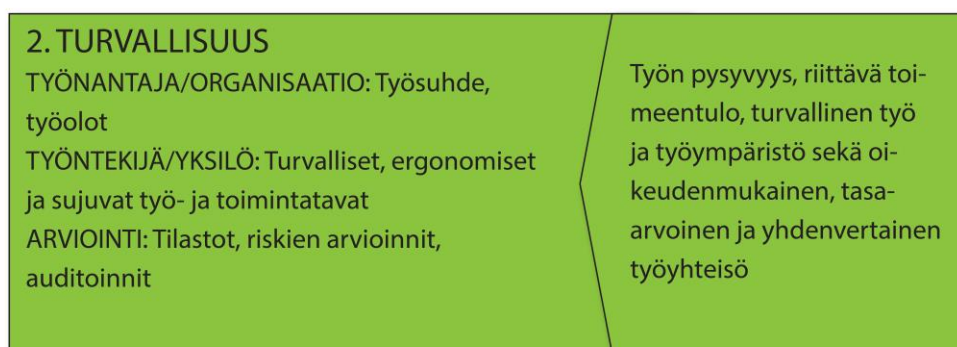 2. TURVALLISUUS
TYÖNANTAJA/ORGANISAATIO: Työsuhde,
työolot
TYÖNTEKIJÄ/YKSILÖ: Turvalliset, ergonomiset
ja sujuvat työ- ja toimintatavat
ARVIOINTI: Tilastot, riskien arvioinnit,
auditoinnit
Työn pysyvyys, riittävä toi-
meentulo, turvallinen työ
ja työympäristö sekä oi-
keudenmukainen, tasa-
arvoinen ja yhdenvertainen
työyhteisö